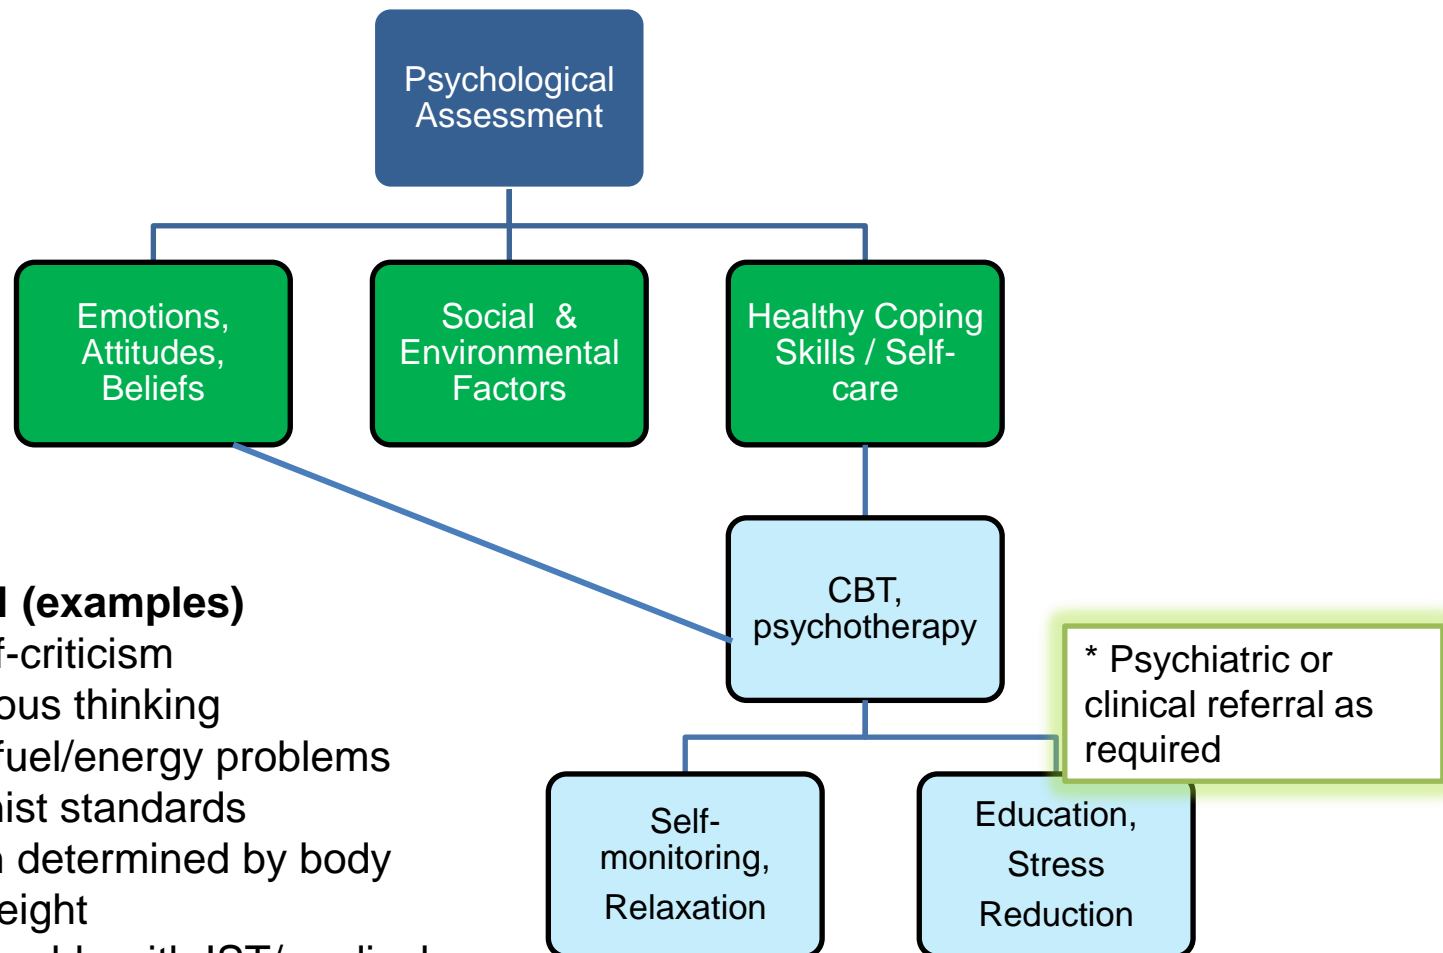 Psychological
Assessment
Emotions,
Attitudes,
Beliefs
Social &
Environmental
Factors
Healthy Coping
Skills / Self-
care
CBT,
psychotherapy
* Psychiatric or
clinical referral as
required
Self-
monitoring,
Relaxation
Education,
Stress
Reduction
(examples)
f-criticism
ous thinking
fuel/energy problems
nist standards
determined by body
eight
with IST/